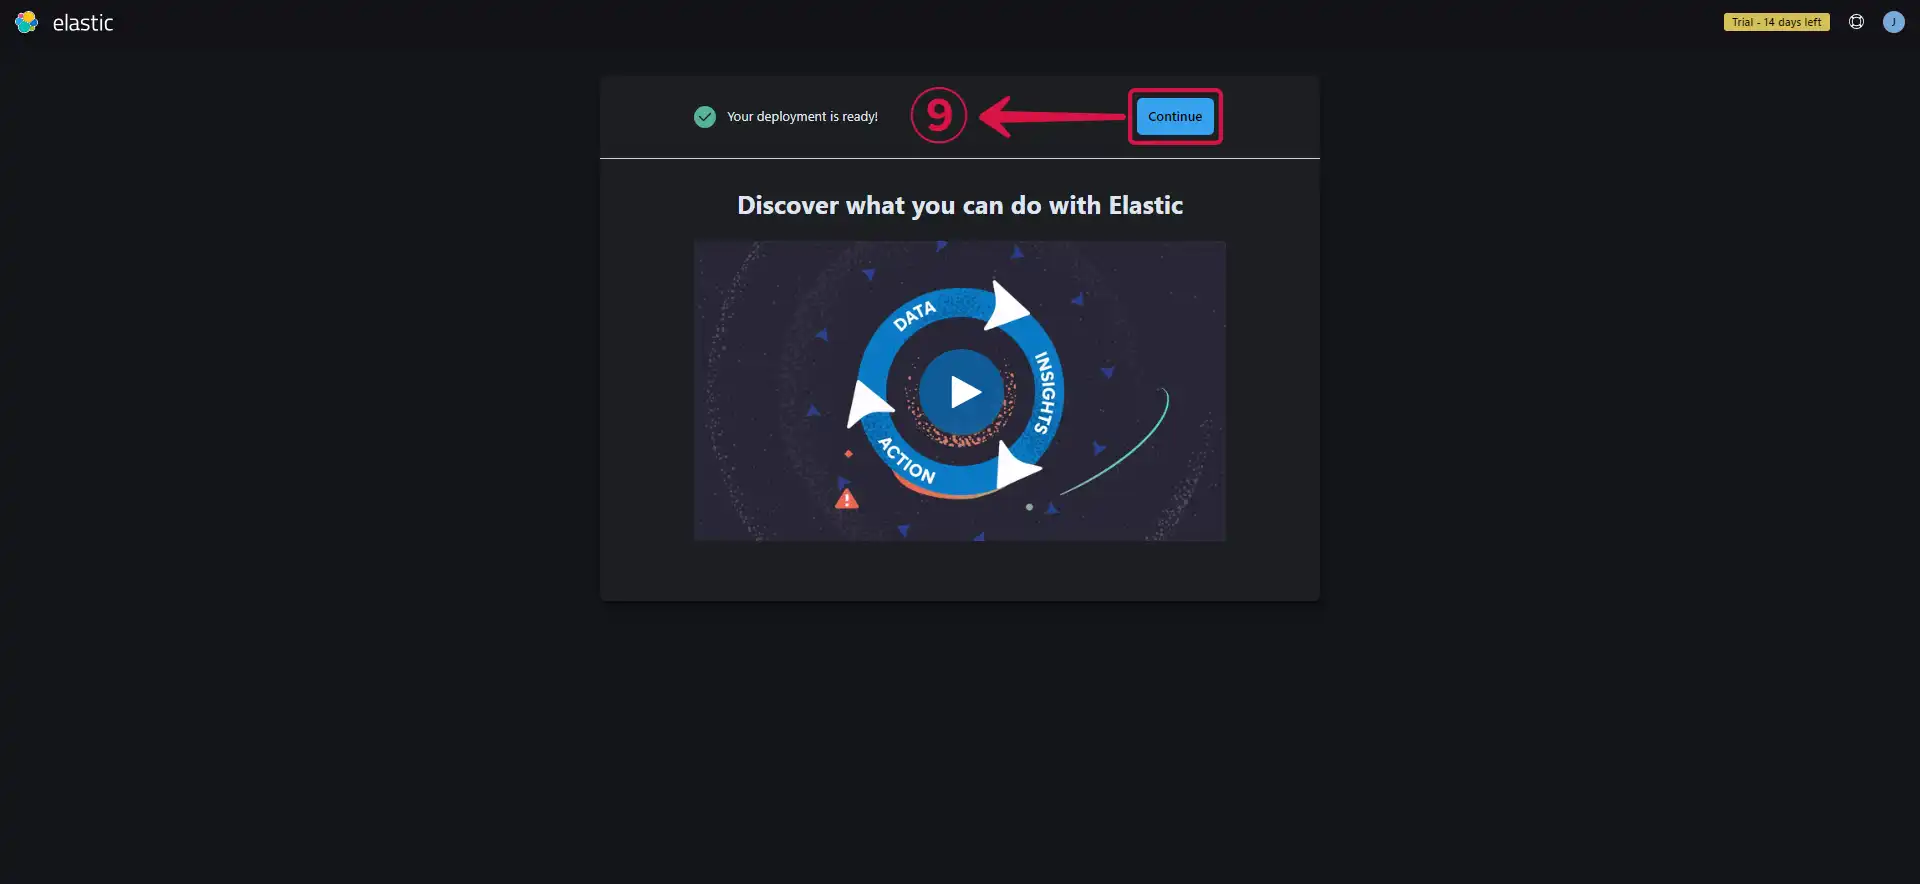 elastic
Trial - 14 days left
J
Your deployment is ready!
9
Continue
Discover what you can do with Elastic
DATA
INSIGHTS
ACTION